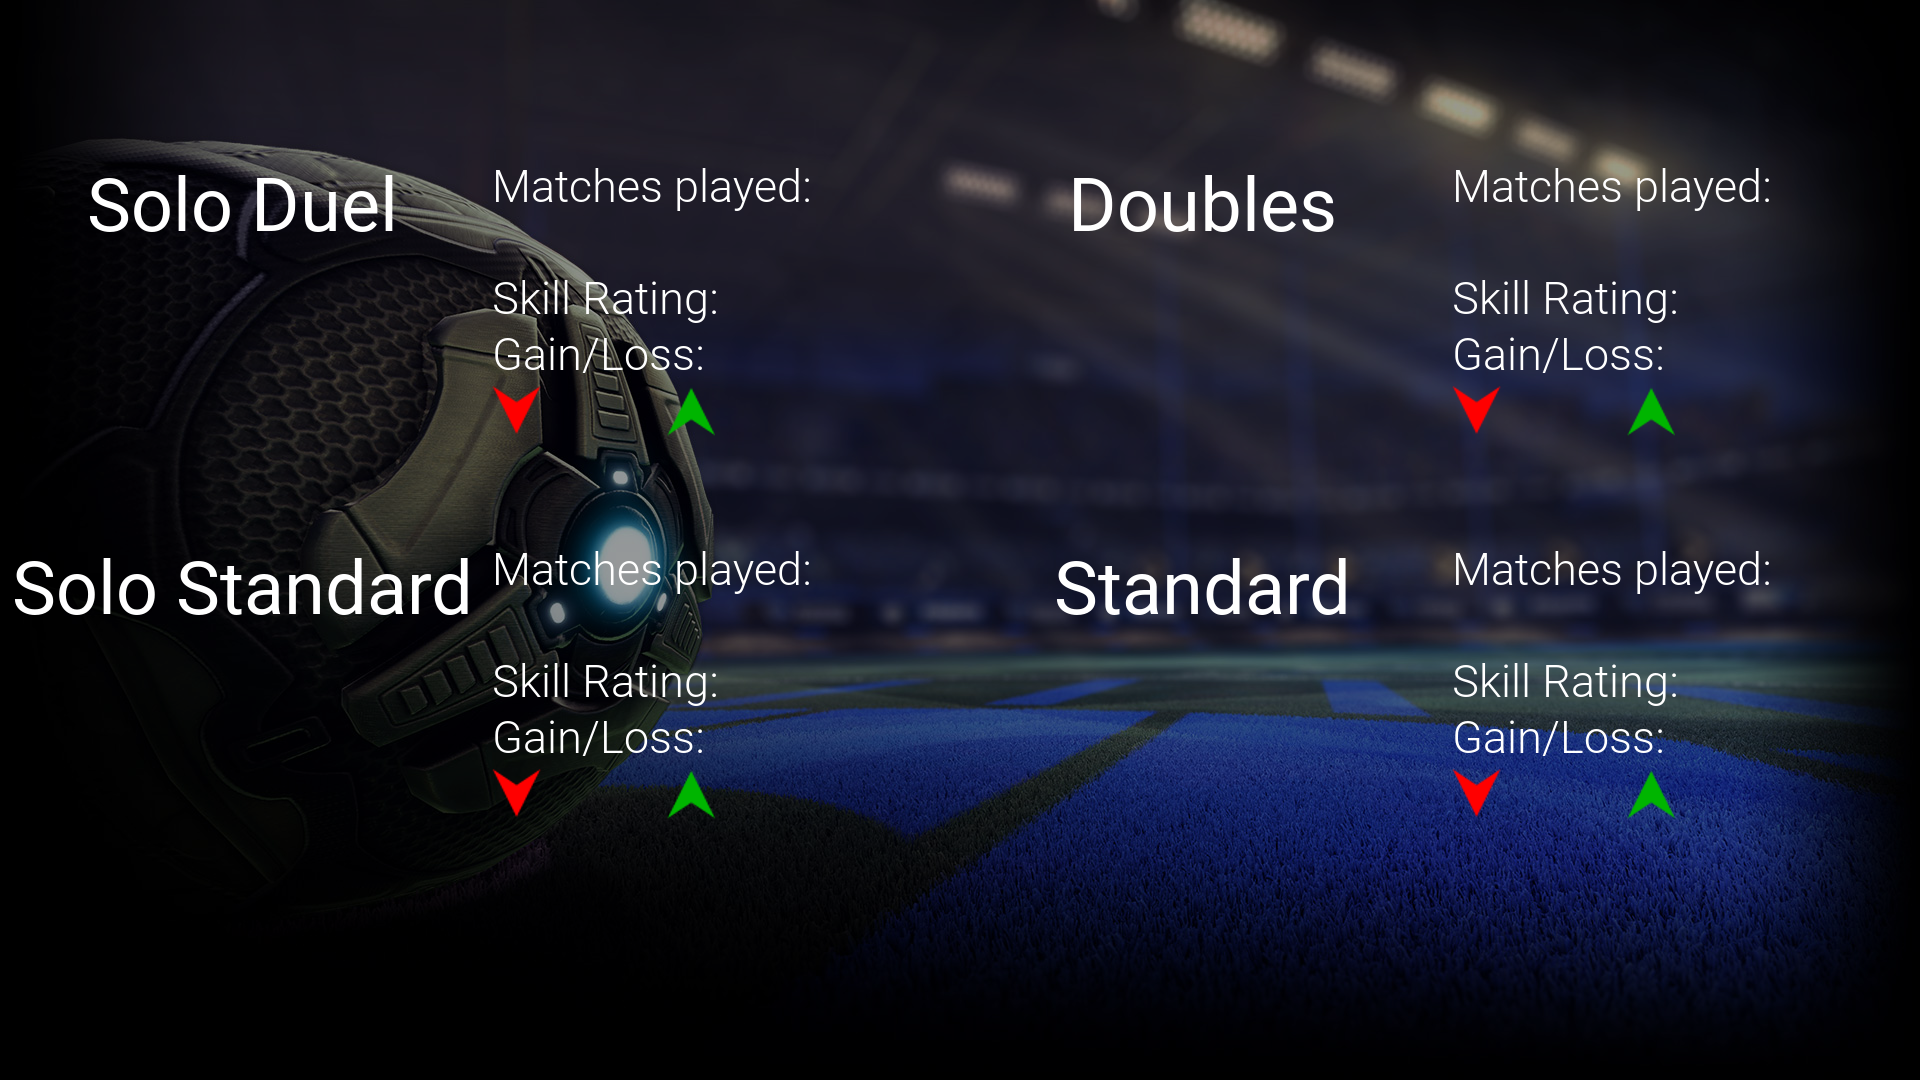 Solo Duel
Matches played:
Skill Rating:
Gain/Loss:
Doubles
Matches played:
Skill Rating:
Gain/Loss:
Solo Standard
Matches played:
Skill Rating:
Gain/Loss:
Standard
Matches played:
Skill Rating:
Gain/Loss: